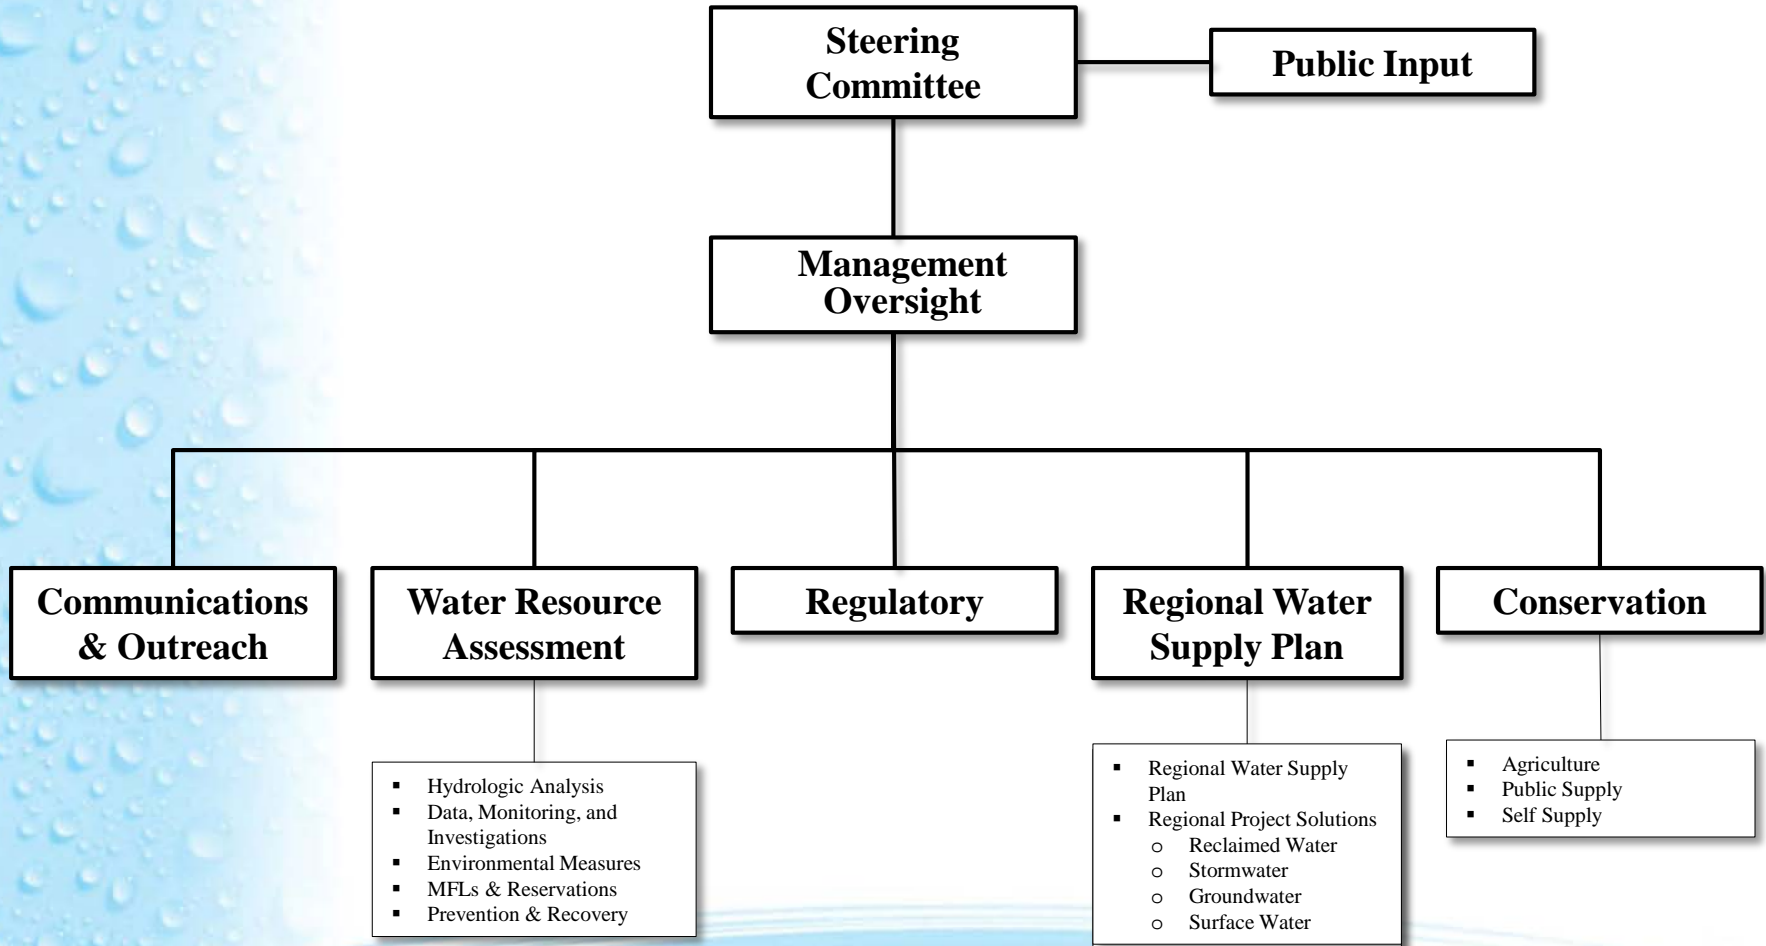 Steering
Committee
Public Input
Management
Oversight
Communications
& Outreach
Water Resource
Assessment
Regulatory
Regional Water
Supply Plan
Conservation
▪ Hydrologic Analysis
▪ Data, Monitoring, and
Investigations
▪ Environmental Measures
▪ MFLs & Reservations
▪ Prevention & Recovery
▪ Regional Water Supply
Plan
▪ Regional Project Solutions
o Reclaimed Water
o Stormwater
o Groundwater
o Surface Water
▪ Agriculture
▪ Public Supply
▪ Self Supply